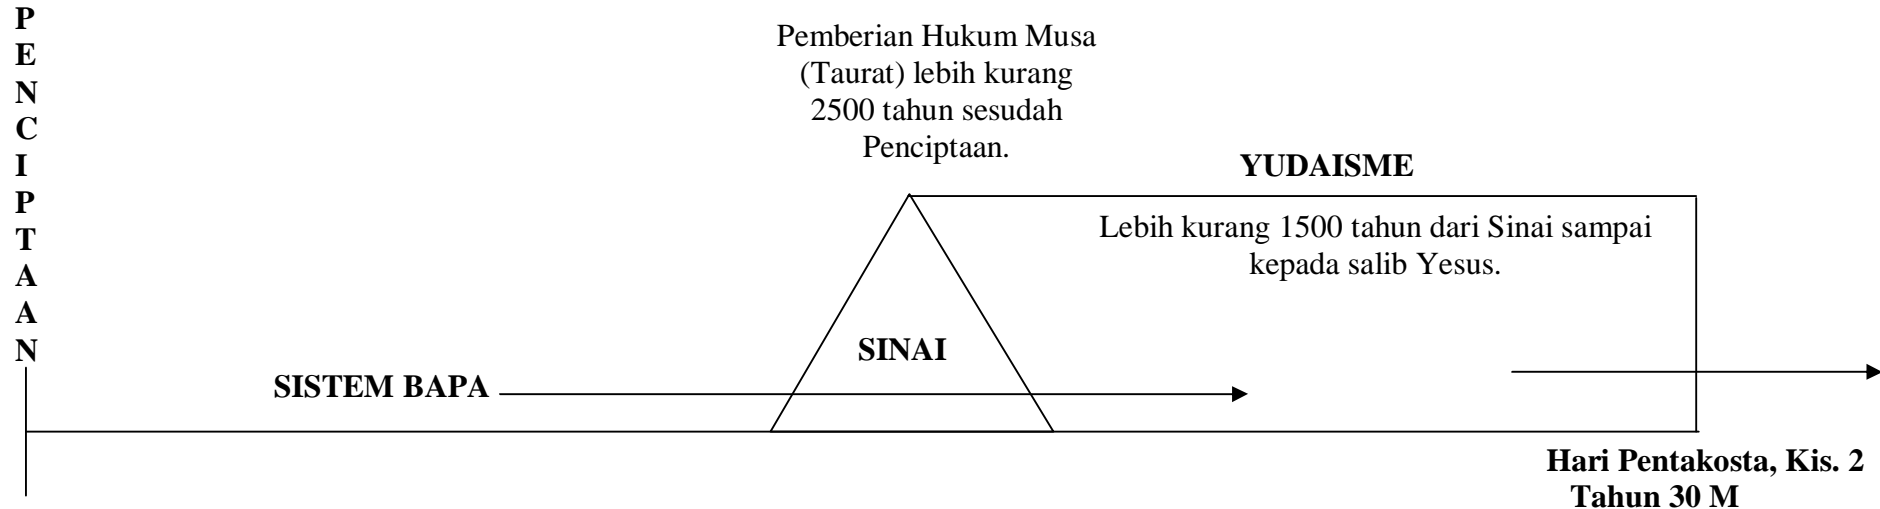 PENCIPTAAN
Pemberian Hukum Musa
(Taurat) lebih kurang
2500 tahun sesudah
Penciptaan.
YUDAISME
Lebih kurang 1500 tahun dari Sinai sampai
kepada salib Yesus.
SINAI
SISTEM BAPA
Hari Pentakosta, Kis. 2
Tahun 30 M